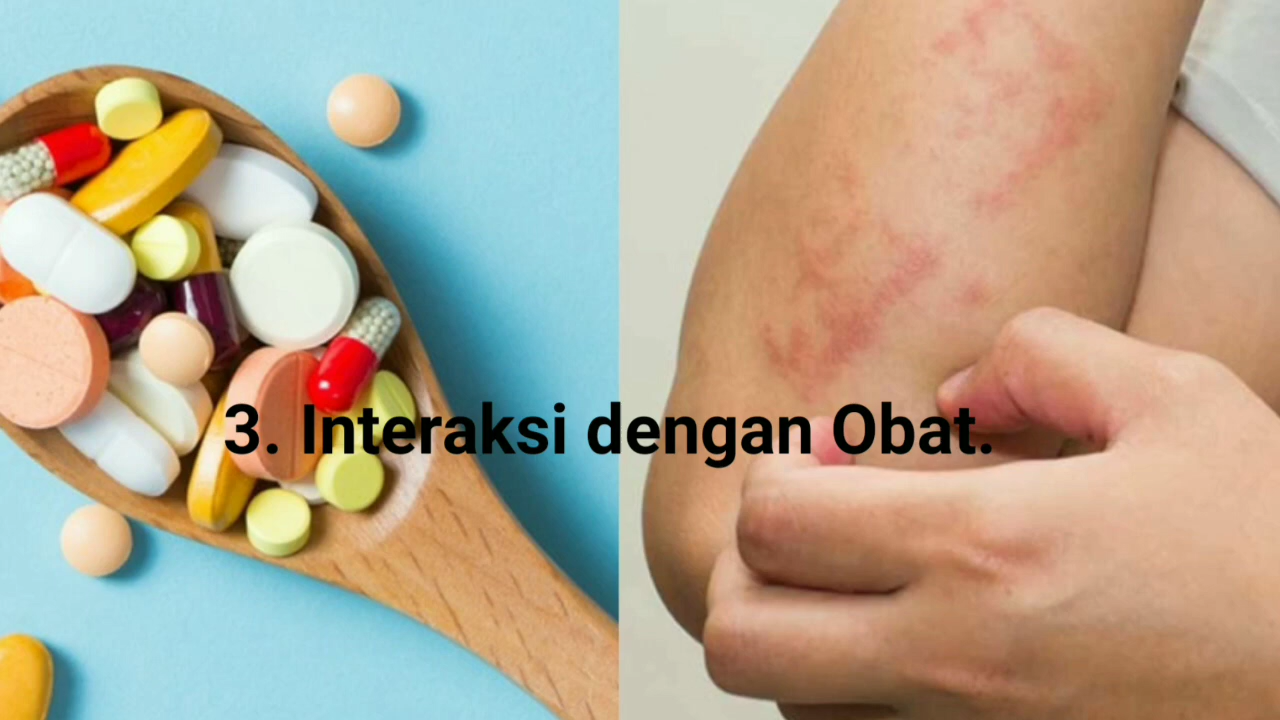 3. Interaksi dengan Obat.